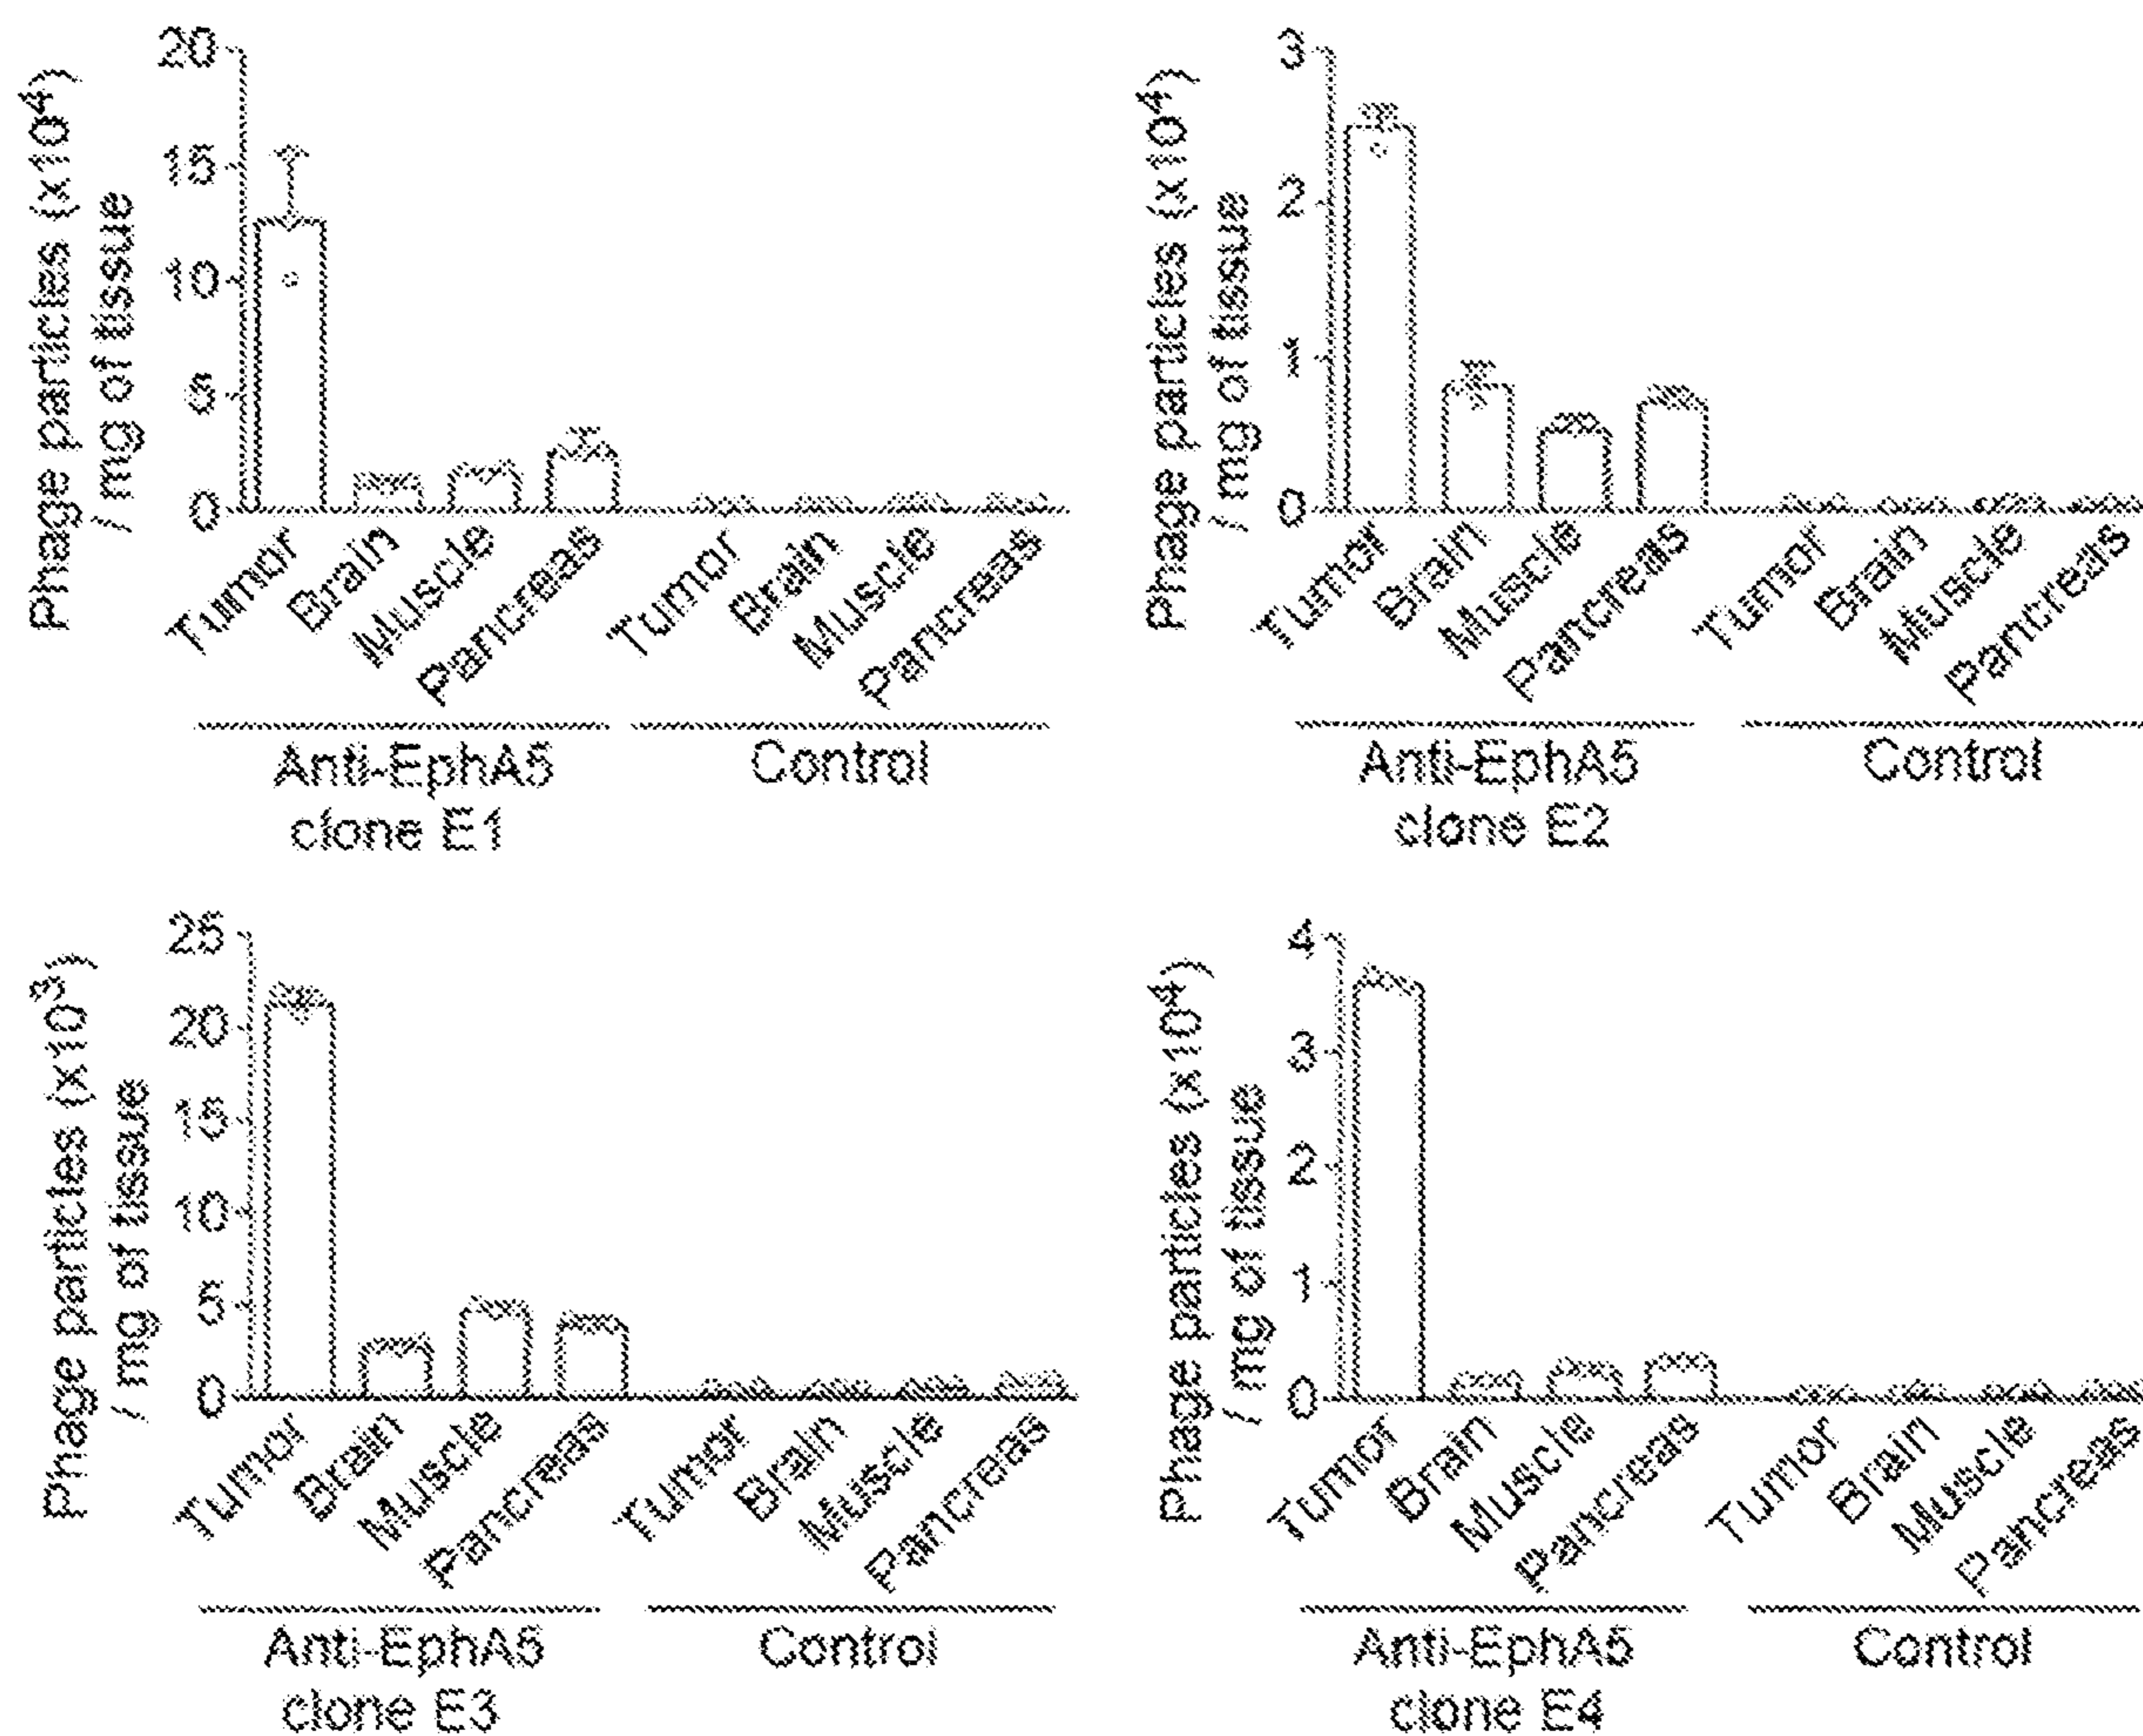 Phage particles (x10⁴)
/ mg of tissue
20
15
10
5
0
Tumor
Brain
Muscle
Pancreas
Tumor
Brain
Muscle
Pancreas
Anti-EphA5
clone E1
Control
Phage particles (x10⁴)
/ mg of tissue
3
2
1
0
Tumor
Brain
Muscle
Pancreas
Tumor
Brain
Muscle
Pancreas
Anti-EphA5
clone E2
Control
Phage particles (x10³)
/ mg of tissue
25
20
15
10
5
0
Tumor
Brain
Muscle
Pancreas
Tumor
Brain
Muscle
Pancreas
Anti-EphA5
clone E3
Control
Phage particles (x10⁴)
/ mg of tissue
4
3
2
1
0
Tumor
Brain
Muscle
Pancreas
Tumor
Brain
Muscle
Pancreas
Anti-EphA5
clone E4
Control